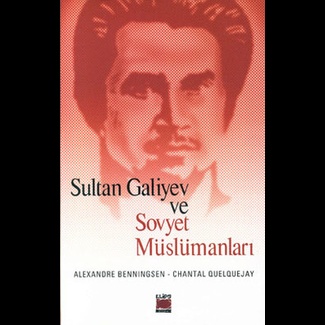 Sultan Galiyev
ve
Sovyet
Müslümanları
ALEXANDRE BENNINGSEN - CHANTAL QUELQUEJAY